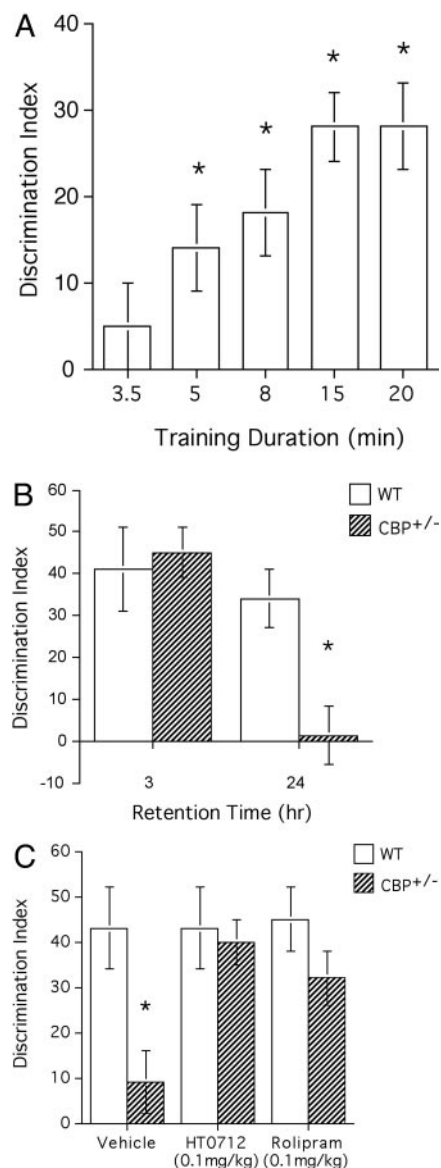 A
Discrimination Index
40
30
20
10
0
*
*
*
*
3.5 5 8 15 20
Training Duration (min)
B
Discrimination Index
60
50
40
30
20
10
0
-10
WT
CBP+/-
*
3 24
Retention Time (hr)
C
Discrimination Index
60
50
40
30
20
10
0
WT
CBP+/-
*
Vehicle HT0712 Rolipram
(0.1mg/kg) (0.1mg/kg)